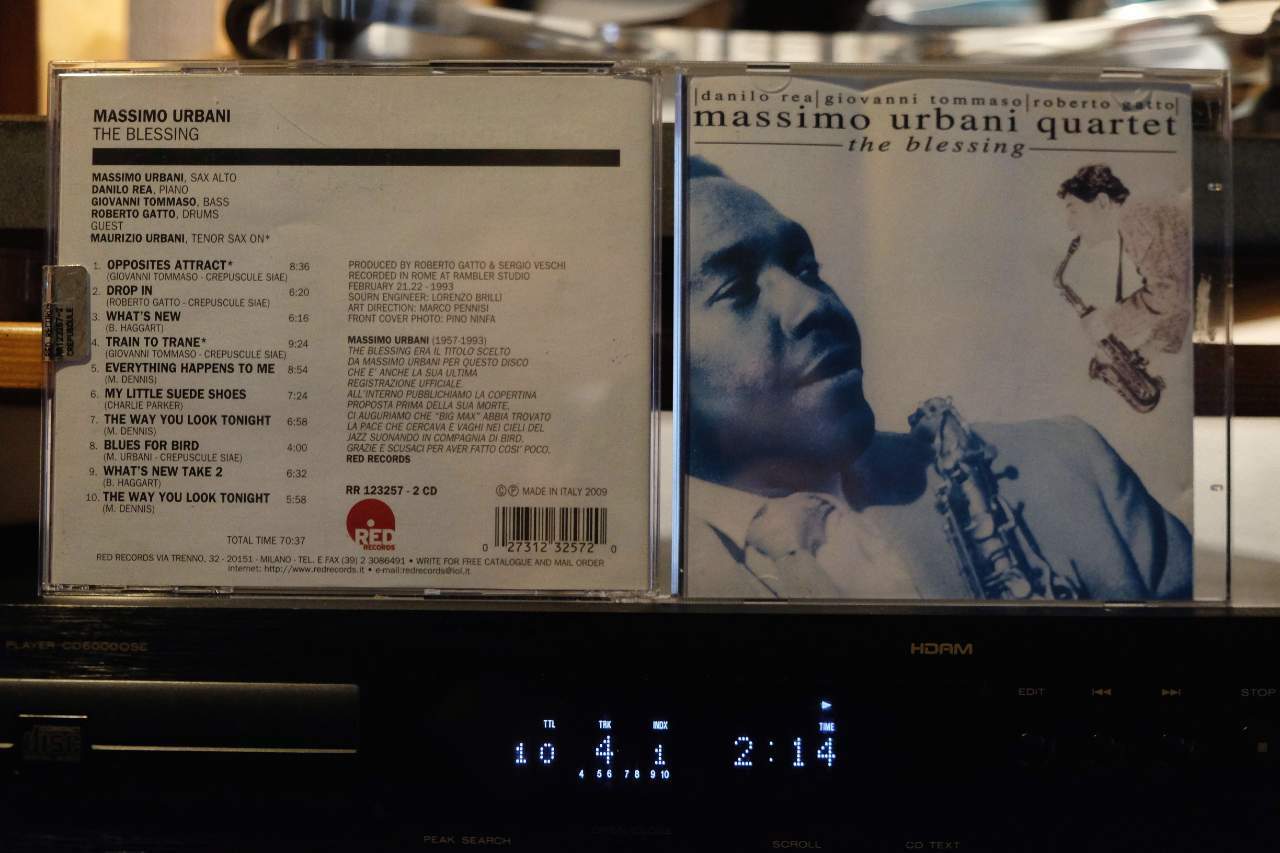 MASSIMO URBANI
THE BLESSING
MASSIMO URBANI, SAX ALTO
DANILO REA, PIANO
GIOVANNI TOMMASO, BASS
ROBERTO GATTO, DRUMS
GUEST
MAURIZIO URBANI, TENOR SAX ON*
1. OPPOSITES ATTRACT* 8:36
(GIOVANNI TOMMASO - CREPUSCULE SIAE)
2. DROP IN 6:20
(ROBERTO GATTO - CREPUSCULE SIAE)
3. WHAT'S NEW 6:16
(B. HAGGART)
4. TRAIN TO TRANE* 9:24
(GIOVANNI TOMMASO - CREPUSCULE SIAE)
5. EVERYTHING HAPPENS TO ME 8:54
(M. DENNIS)
6. MY LITTLE SUEDE SHOES 7:24
(CHARLIE PARKER)
7. THE WAY YOU LOOK TONIGHT 6:58
(M. DENNIS)
8. BLUES FOR BIRD 4:00
(M. URBANI - CREPUSCULE SIAE)
9. WHAT'S NEW TAKE 2 6:32
(B. HAGGART)
10. THE WAY YOU LOOK TONIGHT 5:58
(M. DENNIS)
TOTAL TIME 70:37
PRODUCED BY ROBERTO GATTO & SERGIO VESCHI
RECORDED IN ROME AT RAMBLER STUDIO
FEBRUARY 21.22 - 1993
SOURN ENGINEER: LORENZO BRILLI
ART DIRECTION: MARCO PENNISI
FRONT COVER PHOTO: PINO NINFA
MASSIMO URBANI (1957-1993)
THE BLESSING ERA IL TITOLO SCELTO
DA MASSIMO URBANI PER QUESTO DISCO
CHE E' ANCHE LA SUA ULTIMA
REGISTRAZIONE UFFICIALE.
ALL'INTERNO PUBBLICHIAMO LA COPERTINA
PROPOSTA PRIMA DELLA SUA MORTE,
CI AUGURIAMO CHE "BIG MAX" ABBIA TROVATO
LA PACE CHE CERCAVA E VAGHI NEI CIELI DEL
JAZZ SUONANDO IN COMPAGNIA DI BIRD.
GRAZIE E SCUSACI PER AVER FATTO COSI' POCO.
RED RECORDS
RR 123257 - 2 CD
© ℗ MADE IN ITALY 2009
RED
RECORDS
0 27312 32572 0
RED RECORDS VIA TRENNO, 32 - 20151 - MILANO - TEL. E FAX (39) 2 3086491 • WRITE FOR FREE CATALOGUE AND MAIL ORDER
internet: http://www.redrecords.it • e-mail:redrecords@iol.it
|danilo rea|giovanni tommaso|roberto gatto|
massimo urbani quartet
the blessing
PLAYER CD6000OSE
HDAM
EDIT
STOP
TTL TRK INDX TIME
10 4 1 2:14
4 5 6 7 8 9 10
PEAK SEARCH
SCROLL
CD TEXT